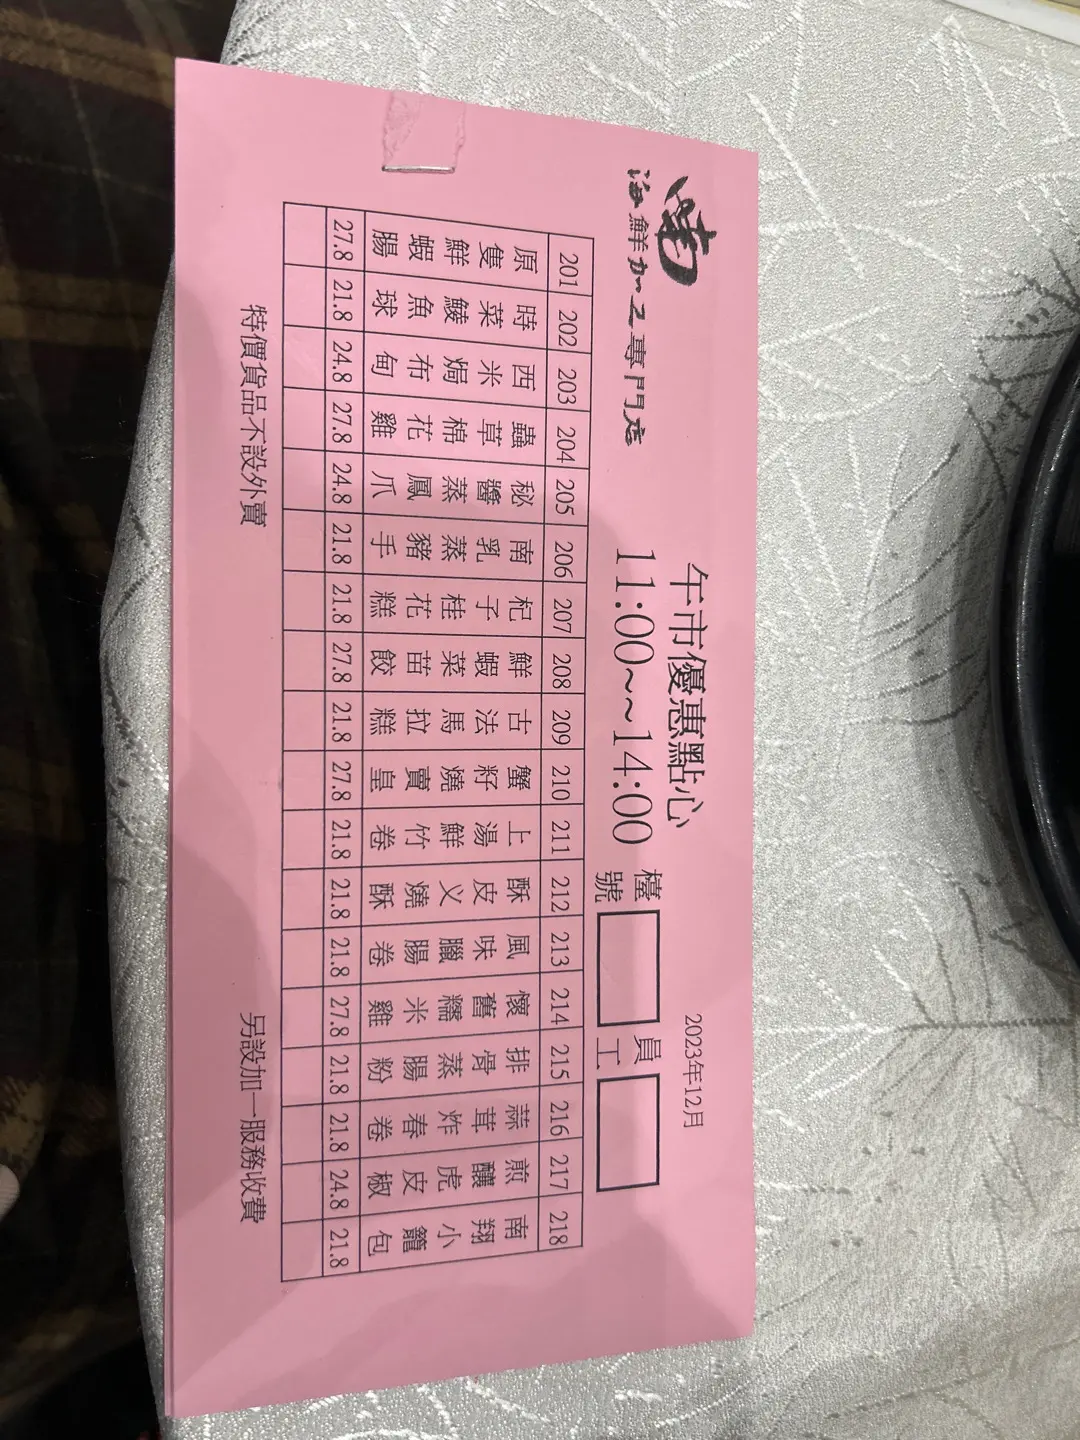 海鮮加工專門店
午市優惠點心
11:00~~14:00
2023年12月
檯號
員工
201 原隻鮮蝦腸 27.8
202 時菜鯪魚球 21.8
203 西米焗布甸 24.8
204 蟲草棉花雞 27.8
205 秘醬蒸鳳爪 24.8
206 南乳蒸豬手 21.8
207 杞子桂花糕 21.8
208 鮮蝦菜苗餃 27.8
209 古法馬拉糕 21.8
210 蟹籽燒賣皇 27.8
211 上湯鮮竹卷 21.8
212 酥皮义燒酥 21.8
213 風味臘腸卷 21.8
214 懷舊糯米雞 27.8
215 排骨蒸腸粉 21.8
216 蒜茸炸春卷 21.8
217 煎釀虎皮椒 24.8
218 南翔小籠包 21.8
特價貨品不設外賣
另設加一服務收費